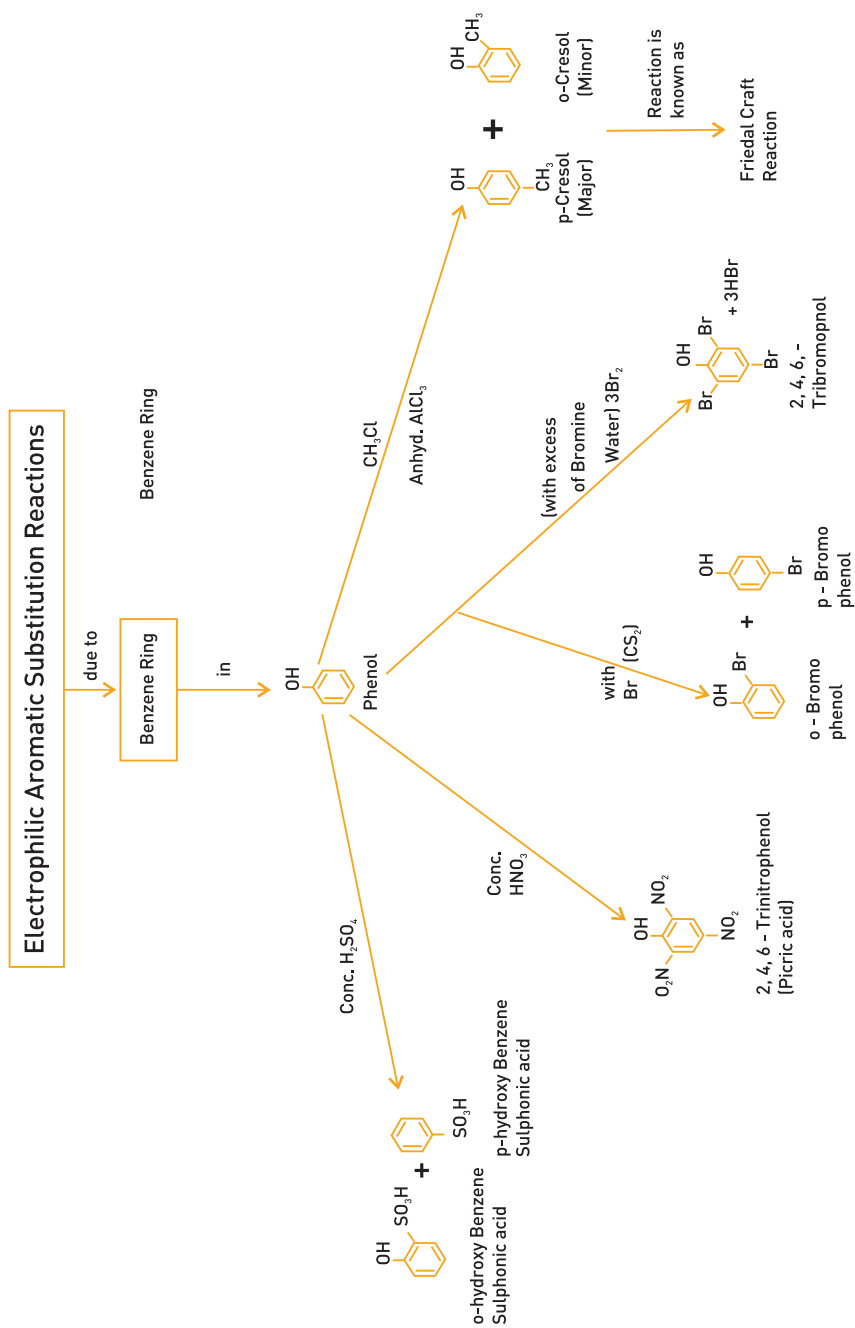 Electrophilic Aromatic Substitution Reactions
due to
Benzene Ring
Benzene Ring
in
OH
Phenol
Conc. H₂SO₄
OH
SO₃H
+
SO₃H
o-hydroxy Benzene
Sulphonic acid
p-hydroxy Benzene
Sulphonic acid
Conc.
HNO₃
OH
O₂N
NO₂
NO₂
2, 4, 6 - Trinitrophenol
(Picric acid)
with (CS₂)
Br
OH
Br
+
OH
Br
o - Bromo
phenol
p - Bromo
phenol
(with excess
of Bromine
Water) 3Br₂
OH
Br
Br
Br
+ 3HBr
2, 4, 6, -
Tribromopnol
CH₃Cl
Anhyd. AlCl₃
OH
CH₃
p-Cresol
(Major)
+
OH
CH₃
o-Cresol
(Minor)
Reaction is
known as
Friedal Craft
Reaction